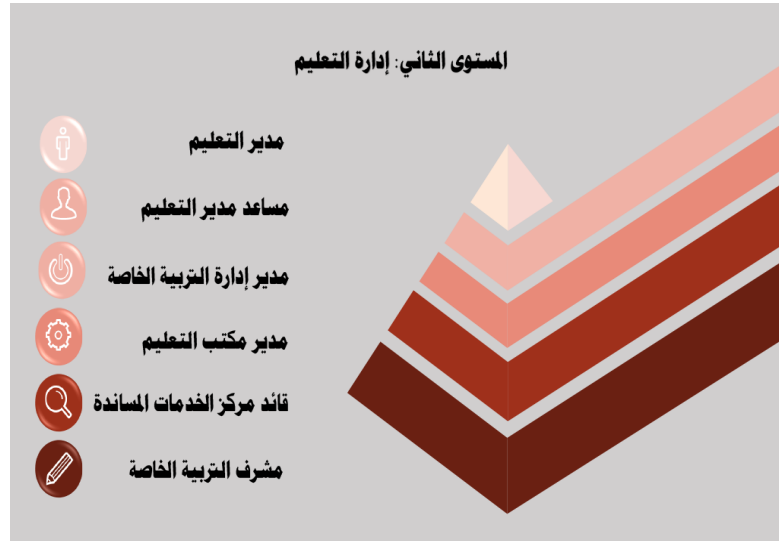 المستوى الثاني: إدارة التعليم
مدير التعليم
مساعد مدير التعليم
مدير إدارة التربية الخاصة
مدير مكتب التعليم
قائد مركز الخدمات المساندة
مشرف التربية الخاصة